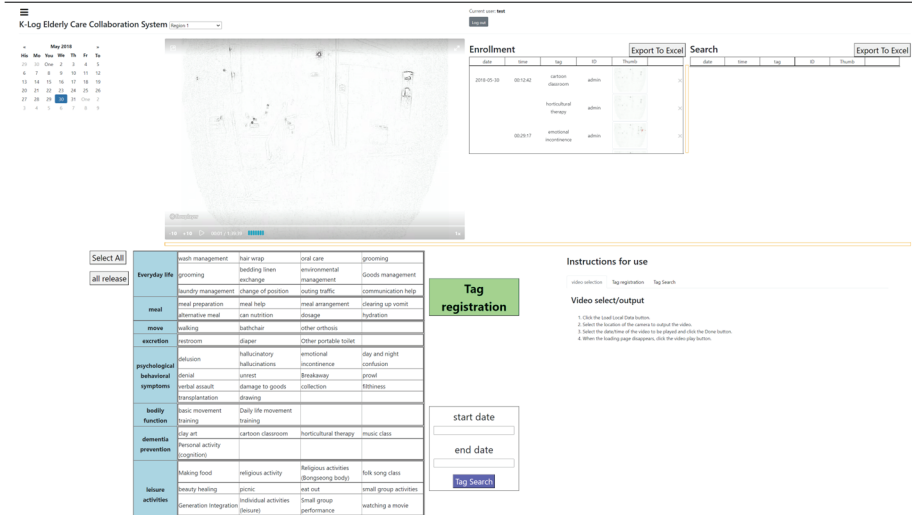 Current user: test
K-Log Elderly Care Collaboration System Region 1
Log out
« May 2018 »
His Mo You We Th Fr To
29 30 One 2 3 4 5
6 7 8 9 10 11 12
13 14 15 16 17 18 19
20 21 22 23 24 25 26
27 28 29 30 31 One 2
3 4 5 6 7 8 9
Enrollment Export To Excel
date time tag ID Thumb
2018-05-30 00:12:42 cartoon classroom admin
horticultural therapy admin
00:29:17 emotional incontinence admin
Search Export To Excel
date time tag ID Thumb
-10 +10
1x
Select All
all release
Everyday life
wash management hair wrap oral care grooming
grooming bedding linen exchange environmental management Goods management
laundry management change of position outing traffic communication help
meal
meal preparation meal help meal arrangement clearing up vomit
alternative meal can nutrition dosage hydration
move
walking bathchair other orthosis
excretion
restroom diaper Other portable toilet
psychological behavioral symptoms
delusion hallucinatory hallucinations emotional incontinence day and night confusion
denial unrest Breakaway prowl
verbal assault damage to goods collection filthiness
transplantation drawing
bodily function
basic movement training Daily life movement training
dementia prevention
clay art cartoon classroom horticultural therapy music class
Personal activity (cognition)
leisure activities
Making food religious activity Religious activities (Bongseong body) folk song class
beauty healing picnic eat out small group activities
Generation Integration Individual activities (leisure) Small group performance watching a movie
Tag registration
start date
end date
Tag Search
Instructions for use
video selection Tag registration Tag Search
Video select/output
1. Click the Load Local Data button.
2. Select the location of the camera to output the video.
3. Select the date/time of the video to be played and click the Done button.
4. When the loading page disappears, click the video play button.